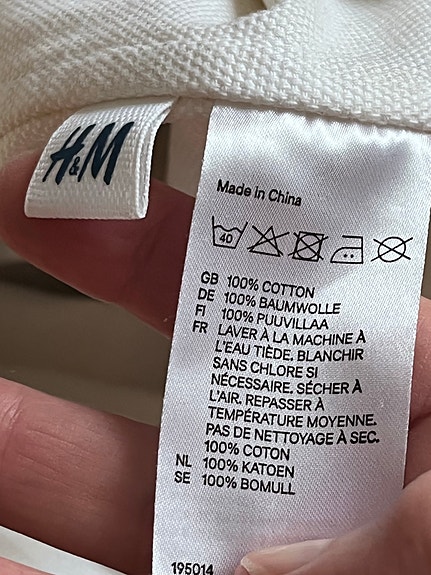 H&M
Made in China
40
GB 100% COTTON
DE 100% BAUMWOLLE
FI 100% PUUVILLAA
FR LAVER À LA MACHINE À
L'EAU TIÈDE. BLANCHIR
SANS CHLORE SI
NÉCESSAIRE. SÉCHER À
L'AIR. REPASSER À
TEMPÉRATURE MOYENNE.
PAS DE NETTOYAGE À SEC.
100% COTON
NL 100% KATOEN
SE 100% BOMULL
195014